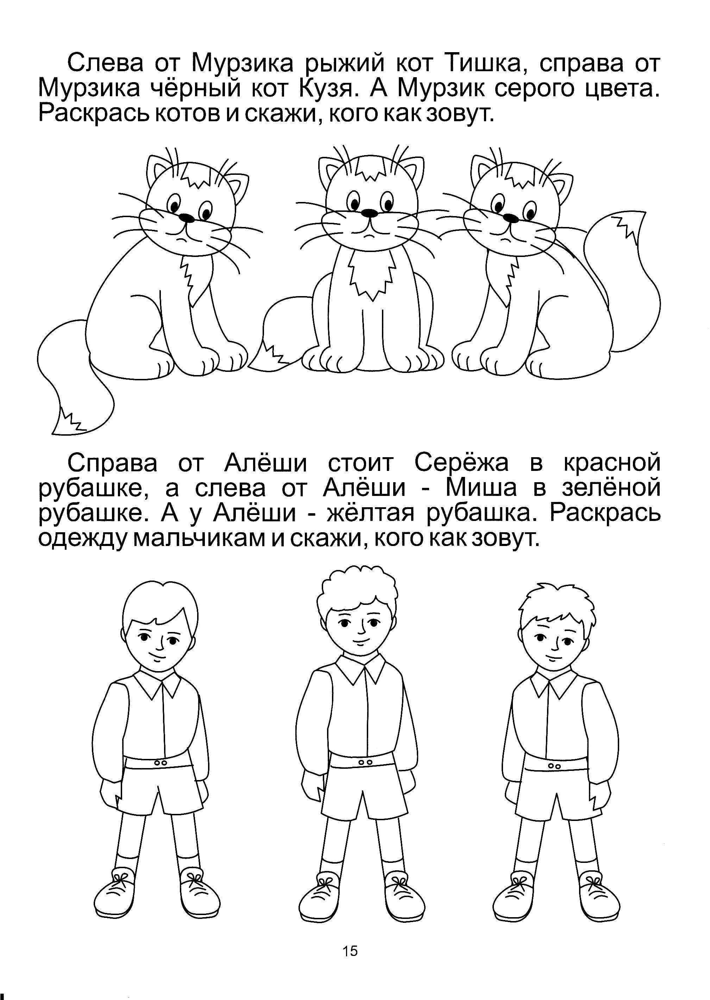 Слева от Мурзика рыжий кот Тишка, справа от
Мурзика чёрный кот Кузя. А Мурзик серого цвета.
Раскрась котов и скажи, кого как зовут.
Справа от Алёши стоит Серёжа в красной
рубашке, а слева от Алёши - Миша в зелёной
рубашке. А у Алёши - жёлтая рубашка. Раскрась
одежду мальчикам и скажи, кого как зовут.
15